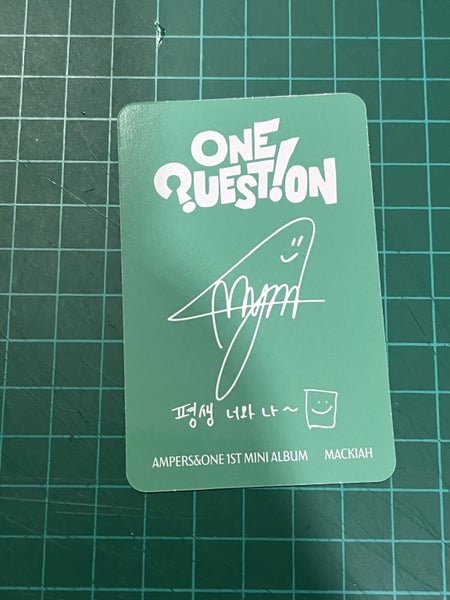 ONE
QUEST!ON
평생 너와 나~
AMPERS&ONE 1ST MINI ALBUM MACKIAH